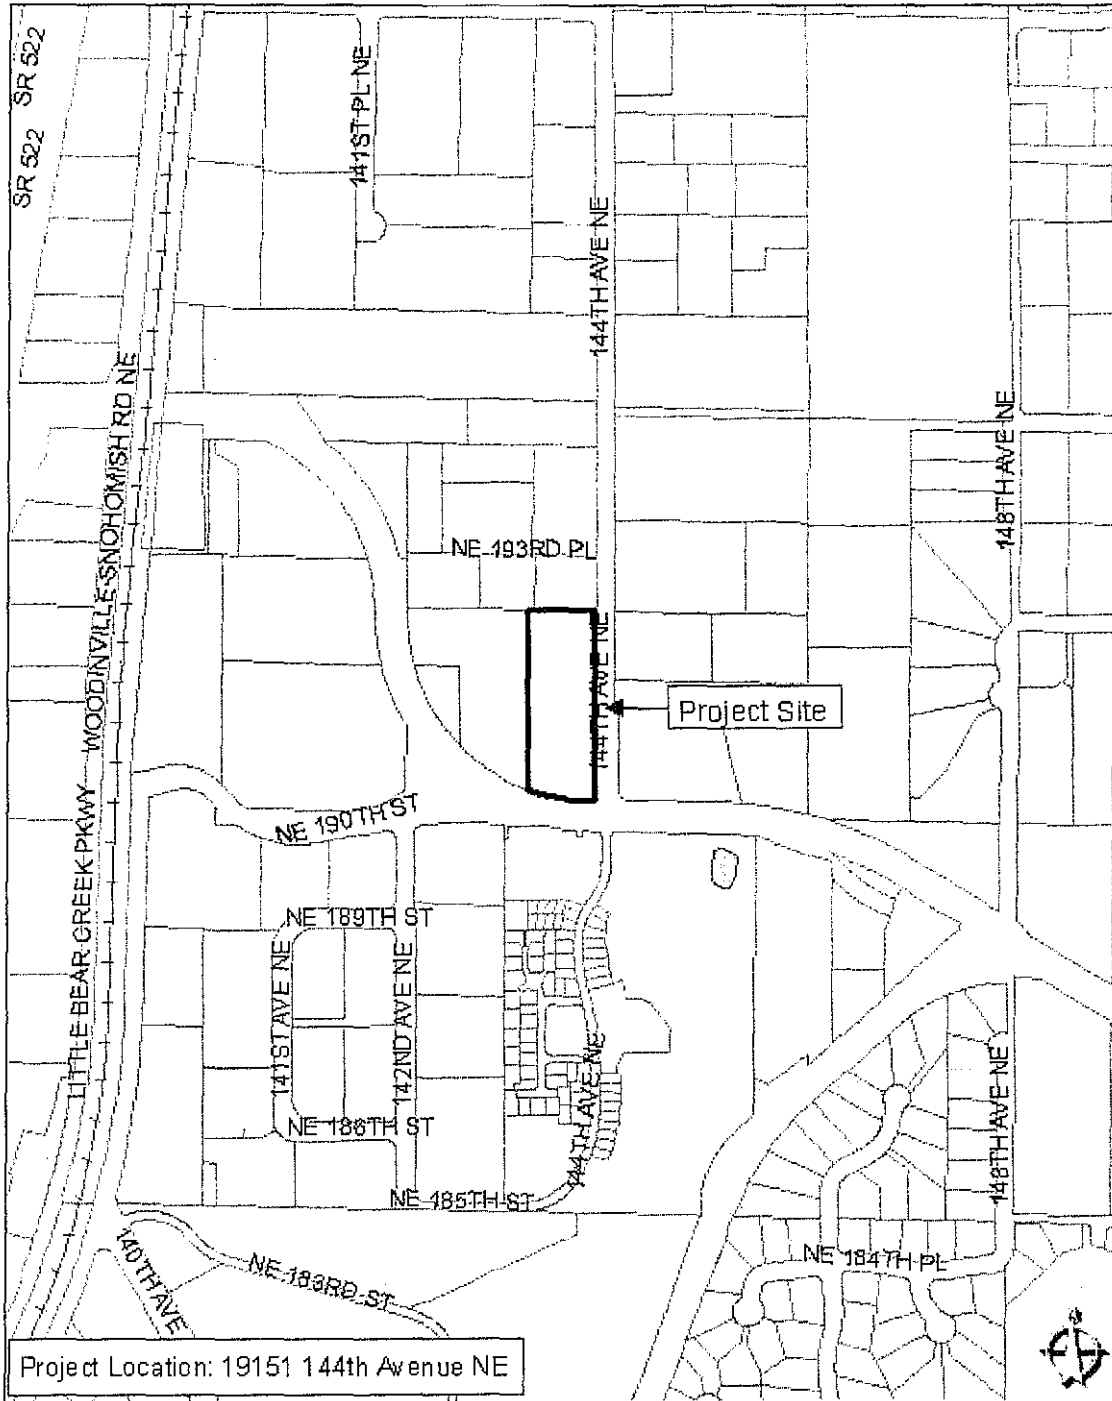 SR 522
SR 522
141ST PL NE
144TH AVE NE
WOODINVILLE-SNOHOMISH RD NE
148TH AVE NE
NE 193RD PL
144TH AVE NE
Project Site
LITTLE BEAR CREEK PKWY
NE 190TH ST
NE 189TH ST
141ST AVE NE
142ND AVE NE
144TH AVE NE
148TH AVE NE
NE 186TH ST
NE 185TH ST
140TH AVE
NE 183RD ST
NE 184TH PL
Project Location: 19151 144th Avenue NE